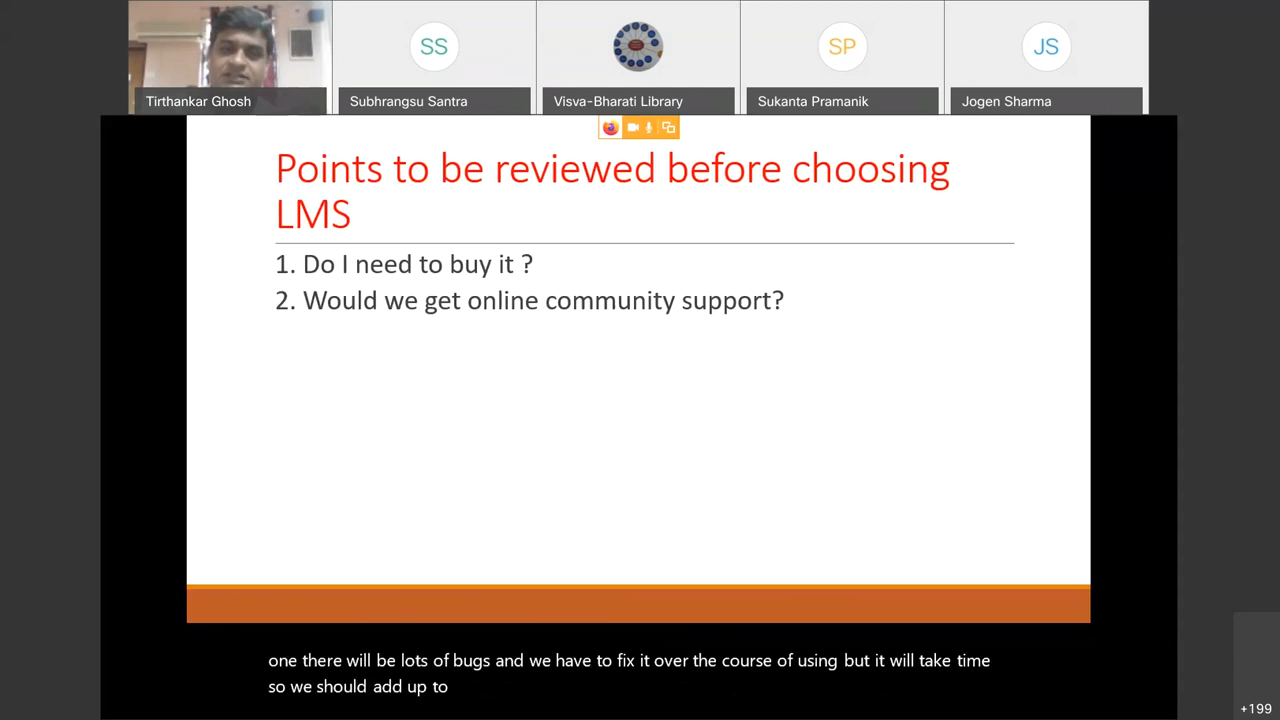 SS
SP
JS
Tirthankar Ghosh
Subhrangsu Santra
Visva-Bharati Library
Sukanta Pramanik
Jogen Sharma
Points to be reviewed before choosing
LMS
1. Do I need to buy it ?
2. Would we get online community support?
one there will be lots of bugs and we have to fix it over the course of using but it will take time
so we should add up to
+199